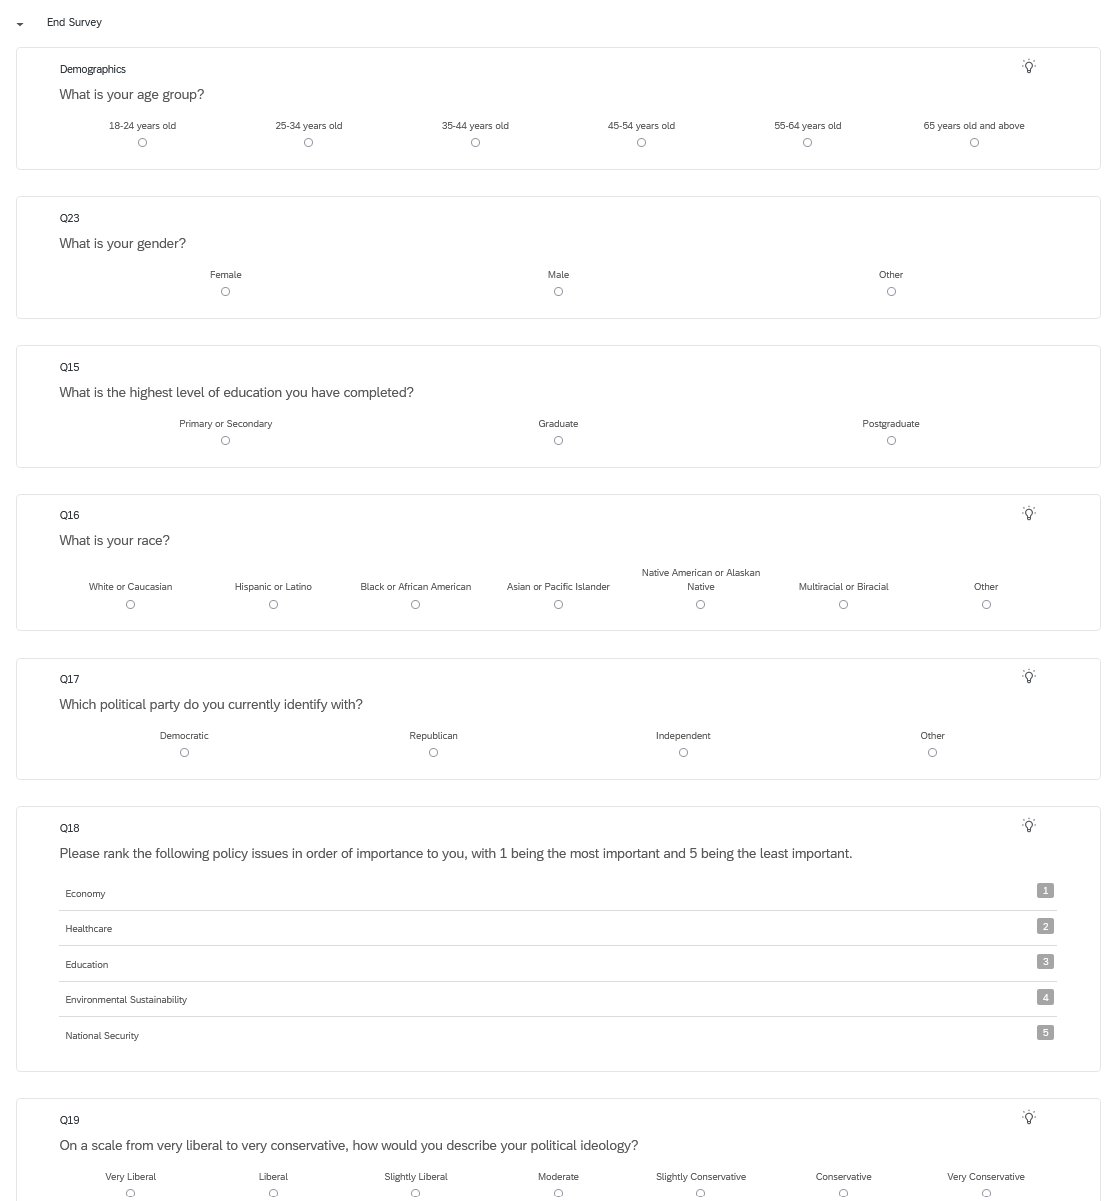 End Survey
Demographics
What is your age group?
18-24 years old 25-34 years old 35-44 years old 45-54 years old 55-64 years old 65 years old and above
Q23
What is your gender?
Female Male Other
Q15
What is the highest level of education you have completed?
Primary or Secondary Graduate Postgraduate
Q16
What is your race?
White or Caucasian Hispanic or Latino Black or African American Asian or Pacific Islander Native American or Alaskan Native Multiracial or Biracial Other
Q17
Which political party do you currently identify with?
Democratic Republican Independent Other
Q18
Please rank the following policy issues in order of importance to you, with 1 being the most important and 5 being the least important.
Economy 1
Healthcare 2
Education 3
Environmental Sustainability 4
National Security 5
Q19
On a scale from very liberal to very conservative, how would you describe your political ideology?
Very Liberal Liberal Slightly Liberal Moderate Slightly Conservative Conservative Very Conservative